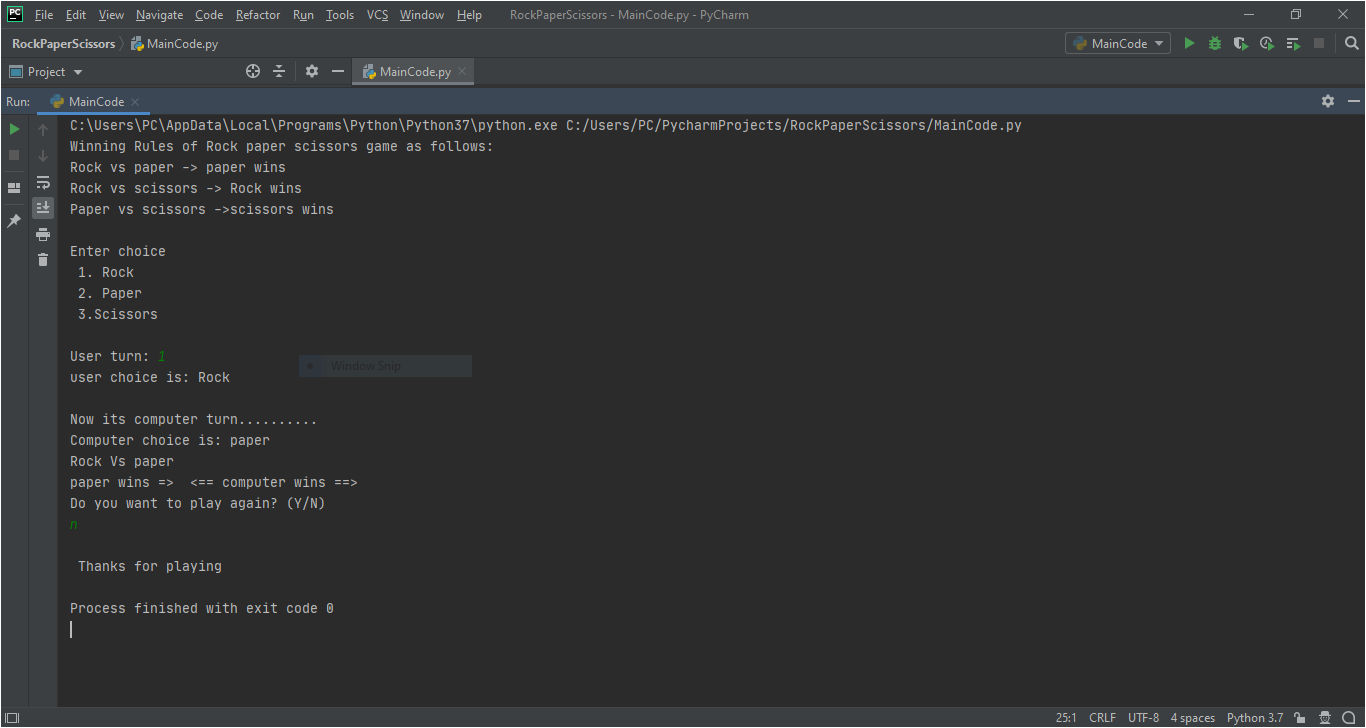 PC File Edit View Navigate Code Refactor Run Tools VCS Window Help RockPaperScissors - MainCode.py - PyCharm
RockPaperScissors MainCode.py MainCode
Project MainCode.py
Run: MainCode
C:\Users\PC\AppData\Local\Programs\Python\Python37\python.exe C:/Users/PC/PycharmProjects/RockPaperScissors/MainCode.py
Winning Rules of Rock paper scissors game as follows:
Rock vs paper -> paper wins
Rock vs scissors -> Rock wins
Paper vs scissors ->scissors wins
Enter choice
1. Rock
2. Paper
3.Scissors
User turn: 1
Window Snip
user choice is: Rock
Now its computer turn..........
Computer choice is: paper
Rock Vs paper
paper wins =>  <== computer wins ==>
Do you want to play again? (Y/N)
n
Thanks for playing
Process finished with exit code 0
25:1 CRLF UTF-8 4 spaces Python 3.7